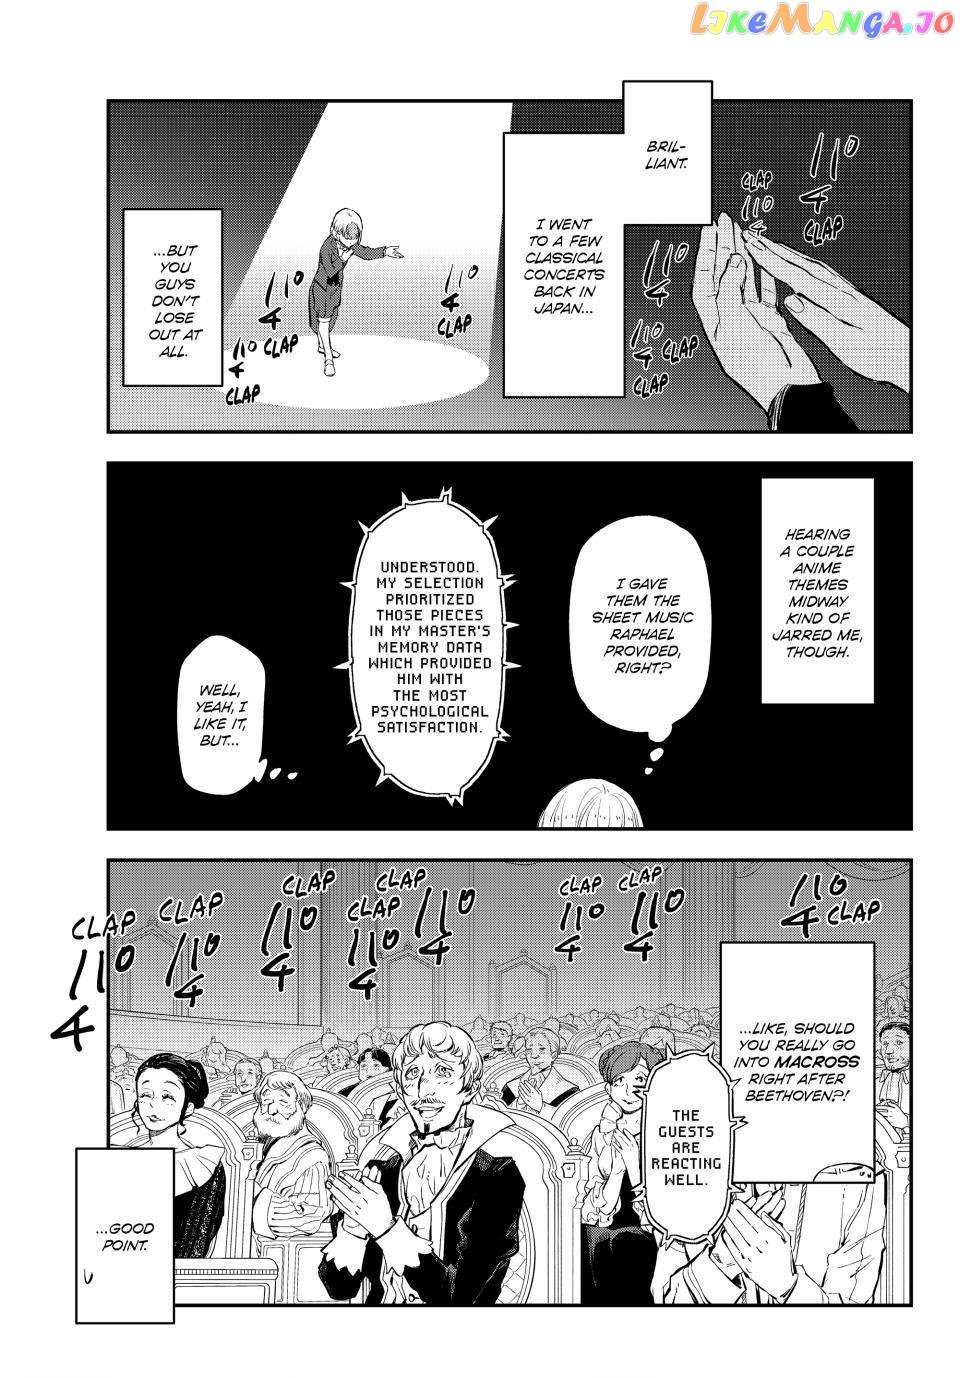 LIKEMANGA.IO
BRIL-
LIANT.
I WENT
TO A FEW
CLASSICAL
CONCERTS
BACK IN
JAPAN...
...BUT
YOU
GUYS
DON'T
LOSE
OUT AT
ALL.
CLAP
CLAP
CLAP
CLAP
CLAP
CLAP
CLAP
CLAP
HEARING
A COUPLE
ANIME
THEMES
MIDWAY
KIND OF
JARRED ME,
THOUGH.
I GAVE
THEM THE
SHEET MUSIC
RAPHAEL
PROVIDED,
RIGHT?
UNDERSTOOD.
MY SELECTION
PRIORITIZED
THOSE PIECES
IN MY MASTER'S
MEMORY DATA
WHICH PROVIDED
HIM WITH
THE MOST
PSYCHOLOGICAL
SATISFACTION.
WELL,
YEAH, I
LIKE IT,
BUT...
CLAP
CLAP
CLAP
CLAP
CLAP
CLAP
CLAP
CLAP
...LIKE, SHOULD
YOU REALLY GO
INTO MACROSS
RIGHT AFTER
BEETHOVEN?!
THE
GUESTS
ARE
REACTING
WELL.
...GOOD
POINT.